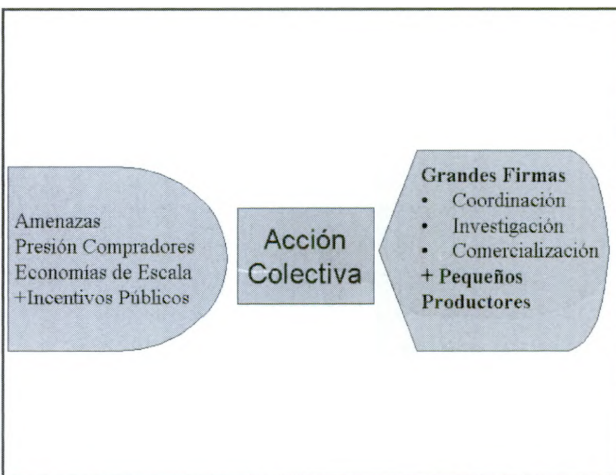 Amenazas
Presión Compradores
Economías de Escala
+Incentivos Públicos
Acción
Colectiva
Grandes Firmas
• Coordinación
• Investigación
• Comercialización
+ Pequeños
Productores